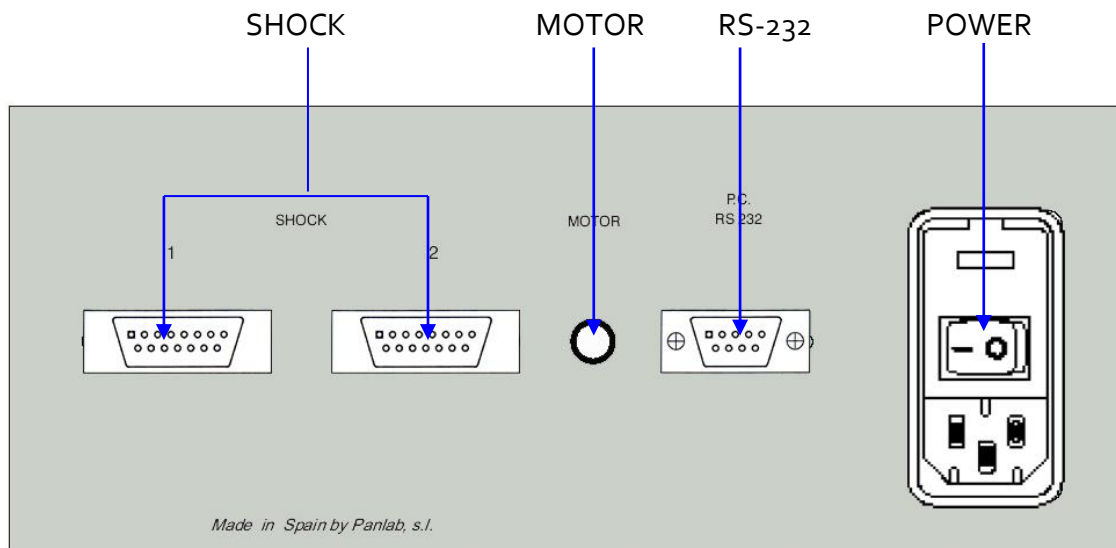 SHOCK MOTOR RS-232 POWER
P.C.
SHOCK MOTOR RS 232
1 2
Made in Spain by Panlab, s.l.